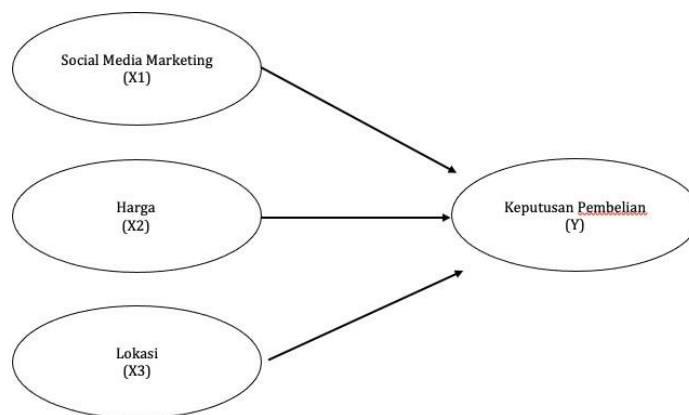 Social Media Marketing
(X1)
Harga
(X2)
Keputusan Pembelian
(Y)
Lokasi
(X3)